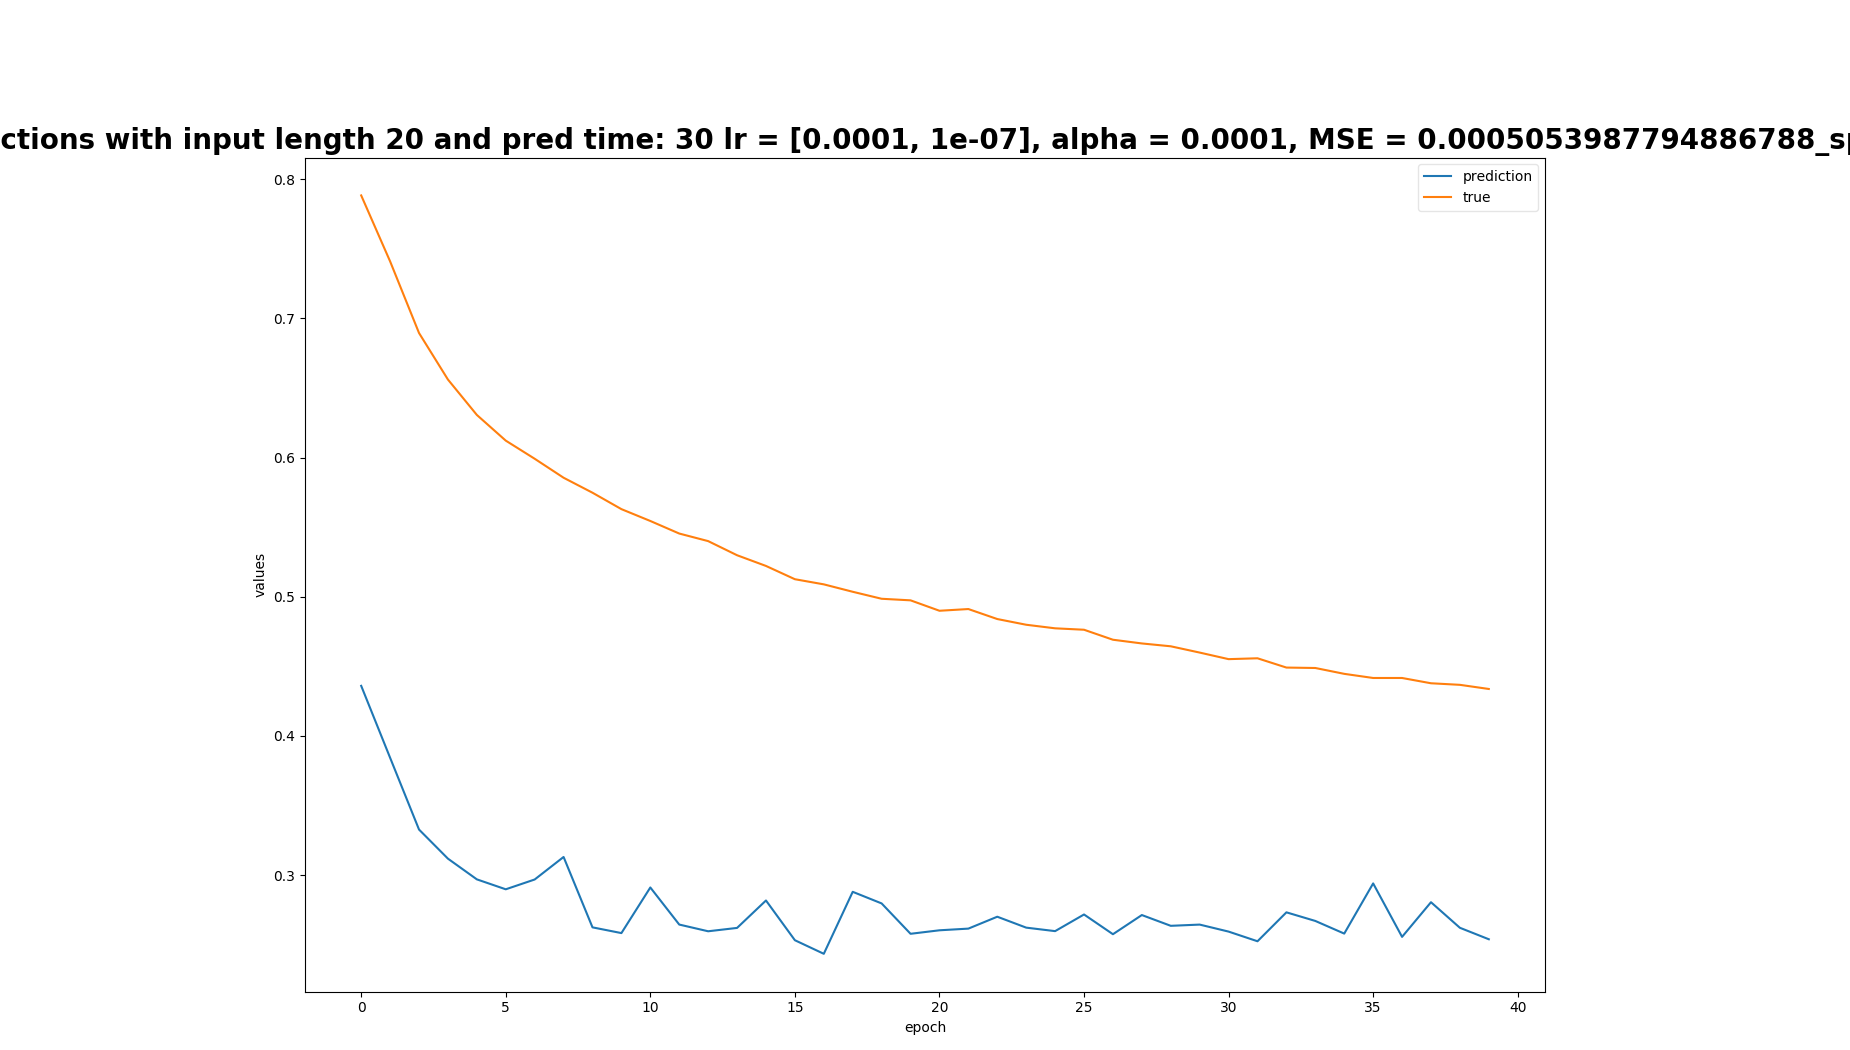 ctions with input length 20 and pred time: 30 lr = [0.0001, 1e-07], alpha = 0.0001, MSE = 0.0005053987794886788_sp
prediction
true
0.8
0.7
0.6
0.5
0.4
0.3
values
0 5 10 15 20 25 30 35 40
epoch